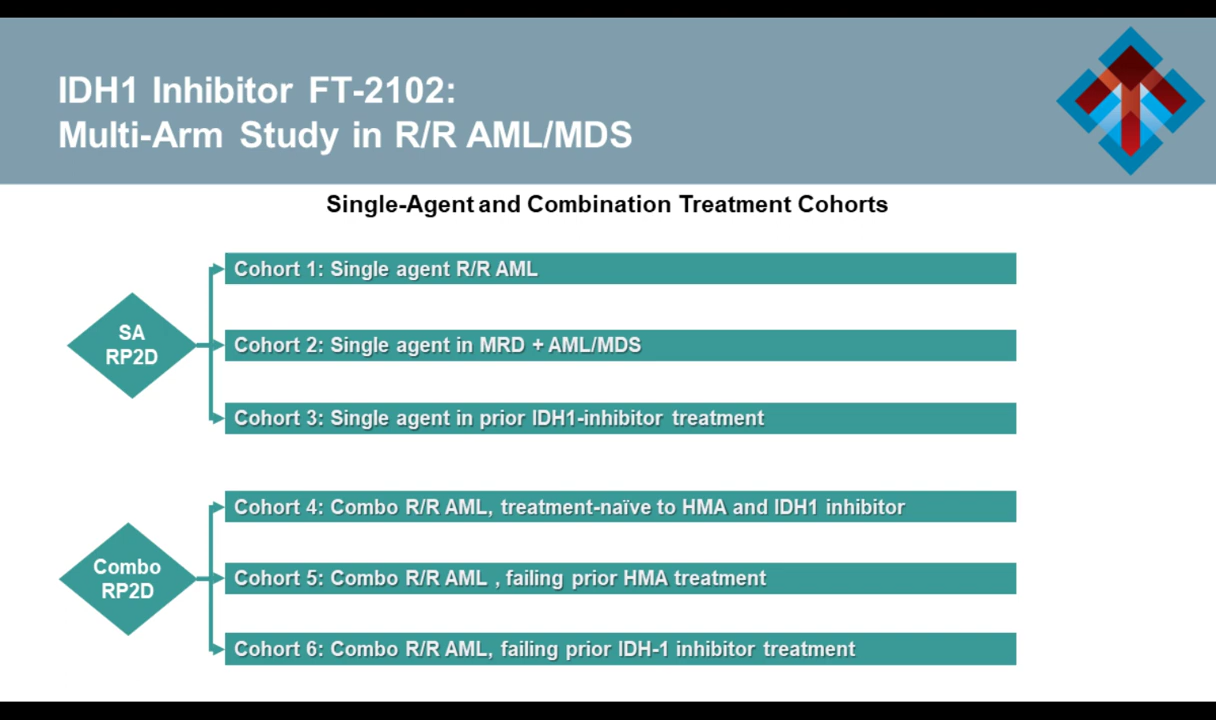 IDH1 Inhibitor FT-2102:
Multi-Arm Study in R/R AML/MDS
Single-Agent and Combination Treatment Cohorts
SA
RP2D
Cohort 1: Single agent R/R AML
Cohort 2: Single agent in MRD + AML/MDS
Cohort 3: Single agent in prior IDH1-inhibitor treatment
Combo
RP2D
Cohort 4: Combo R/R AML, treatment-naïve to HMA and IDH1 inhibitor
Cohort 5: Combo R/R AML , failing prior HMA treatment
Cohort 6: Combo R/R AML, failing prior IDH-1 inhibitor treatment